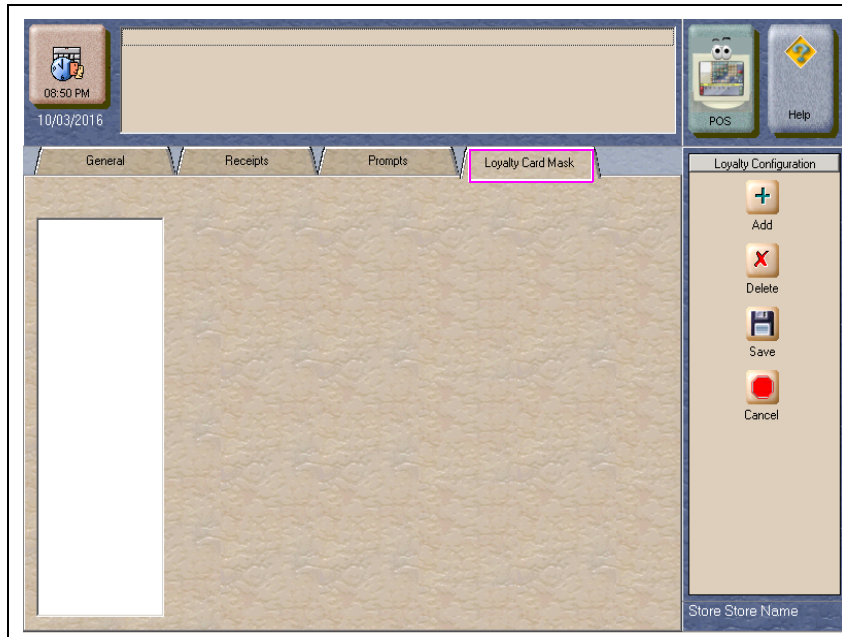 08:50 PM
10/03/2016
POS
Help
General
Receipts
Prompts
Loyalty Card Mask
Loyalty Configuration
Add
Delete
Save
Cancel
Store Store Name